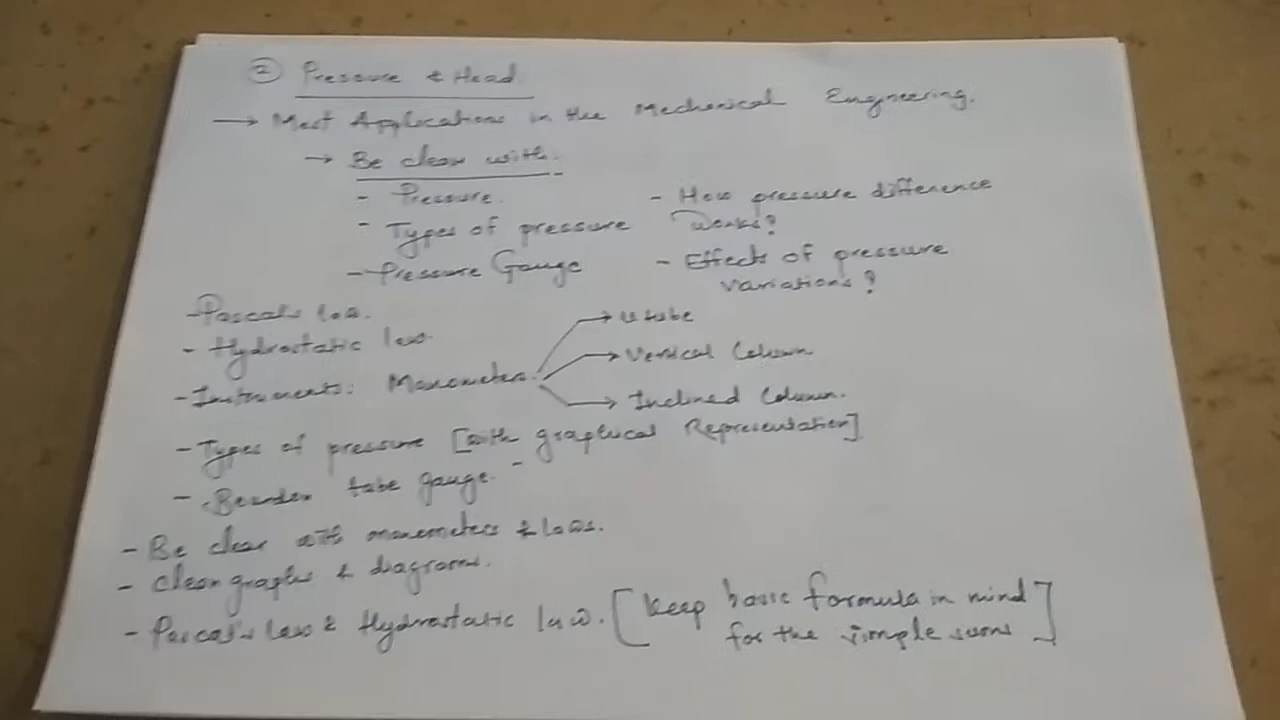 ② Pressure & Head.
→ Most Applications in the Mechanical Engineering.
→ Be clear with.
- Pressure.
- Types of pressure
- Pressure Gauge
- How pressure difference
works?
- Effects of pressure
variations?
- Pascal's law.
- Hydrostatic law
- Instruments: Manometer.
→ U tube
→ Vertical Column.
→ Inclined Column.
- Types of pressure [with graphical Representation]
- Bourdon tube gauge.
- Be clear with manometers & laws.
- Clean graphs & diagrams.
- Pascal's law & Hydrostatic law. [Keep basic formula in mind
for the simple sums]